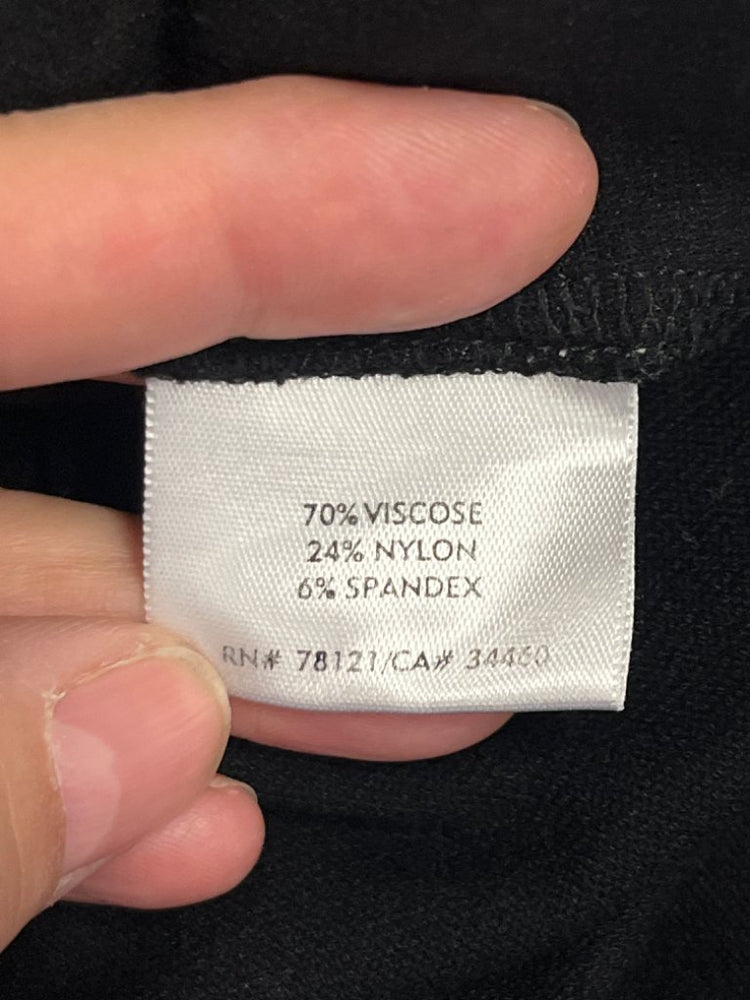 70% VISCOSE
24% NYLON
6% SPANDEX
RN# 78121/CA# 34460